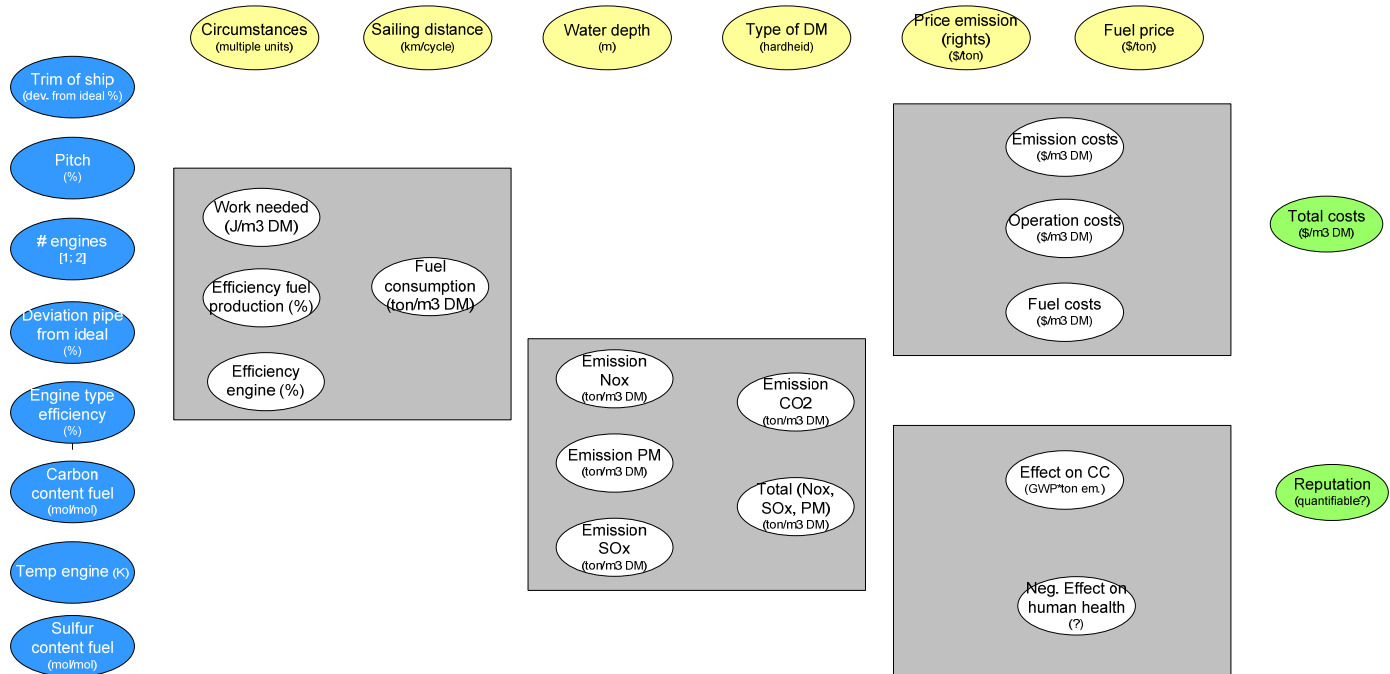 Circumstances
(multiple units)
Sailing distance
(km/cycle)
Water depth
(m)
Type of DM
(hardheid)
Price emission
(rights)
($/ton)
Fuel price
($/ton)
Trim of ship
(dev. from ideal %)
Pitch
(%)
# engines
[1; 2]
Deviation pipe
from ideal
(%)
Engine type
efficiency
(%)
Carbon
content fuel
(mol/mol)
Temp engine (K)
Sulfur
content fuel
(mol/mol)
Work needed
(J/m3 DM)
Efficiency fuel
production (%)
Efficiency
engine (%)
Fuel
consumption
(ton/m3 DM)
Emission
Nox
(ton/m3 DM)
Emission PM
(ton/m3 DM)
Emission
SOx
(ton/m3 DM)
Emission
CO2
(ton/m3 DM)
Total (Nox,
SOx, PM)
(ton/m3 DM)
Emission costs
($/m3 DM)
Operation costs
($/m3 DM)
Fuel costs
($/m3 DM)
Effect on CC
(GWP*ton em.)
Neg. Effect on
human health
(?)
Total costs
($/m3 DM)
Reputation
(quantifiable?)